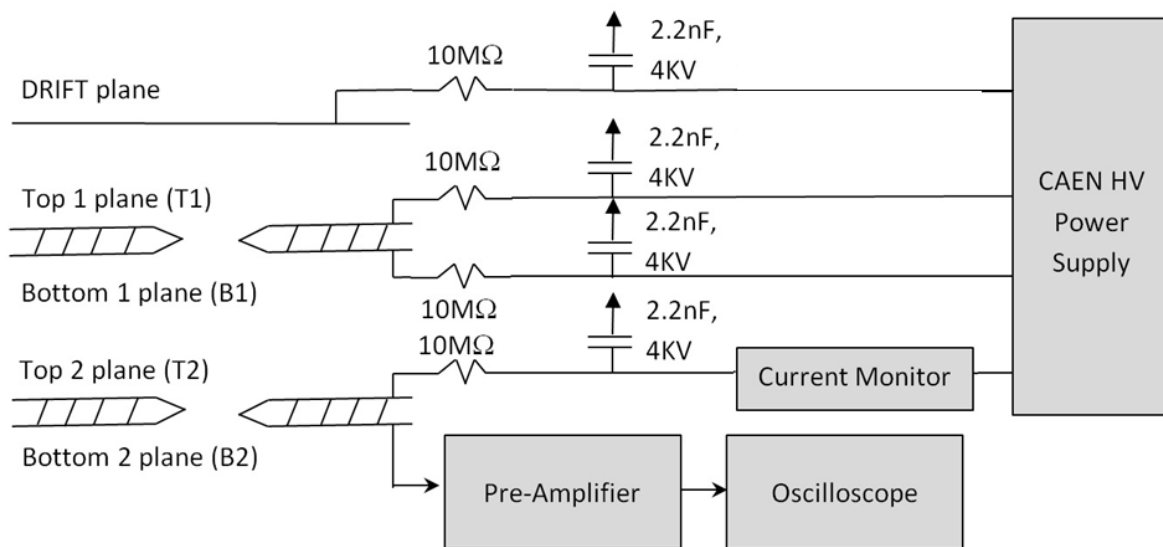 DRIFT plane
10MΩ
2.2nF,
4KV
Top 1 plane (T1)
10MΩ
2.2nF,
4KV
Bottom 1 plane (B1)
10MΩ
2.2nF,
4KV
Top 2 plane (T2)
10MΩ
2.2nF,
4KV
Current Monitor
CAEN HV
Power
Supply
Bottom 2 plane (B2)
Pre-Amplifier
Oscilloscope